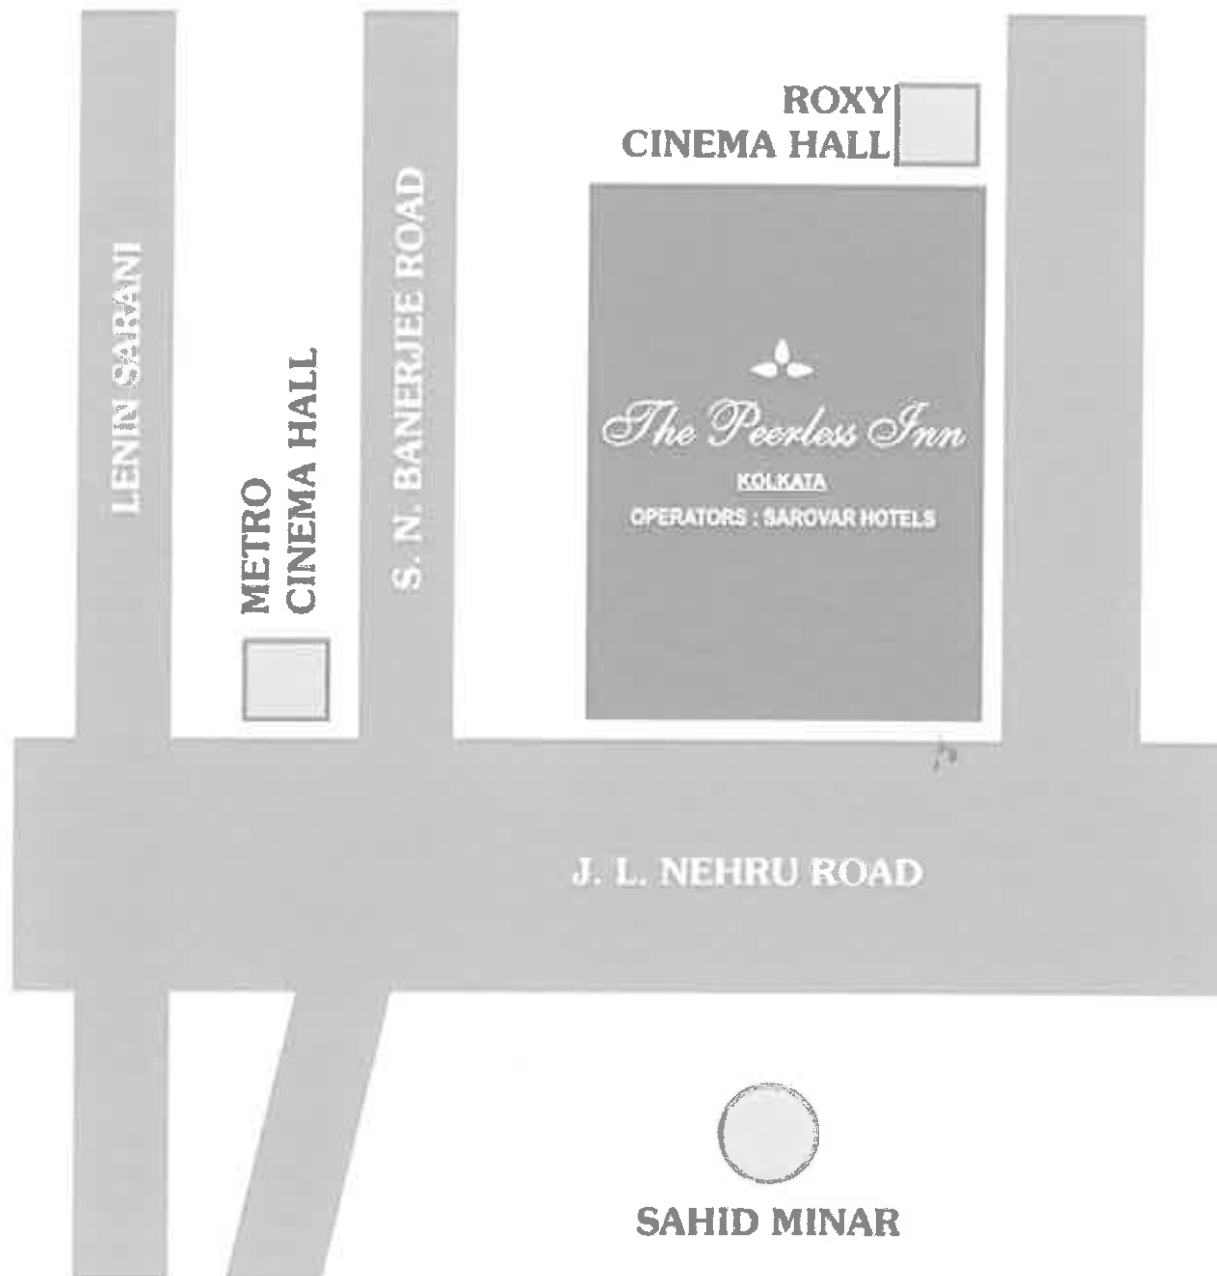 ROXY
CINEMA HALL
LENIN SARANI
METRO
CINEMA HALL
S. N. BANERJEE ROAD
The Peerless Inn
KOLKATA
OPERATORS : SAROVAR HOTELS
J. L. NEHRU ROAD
SAHID MINAR